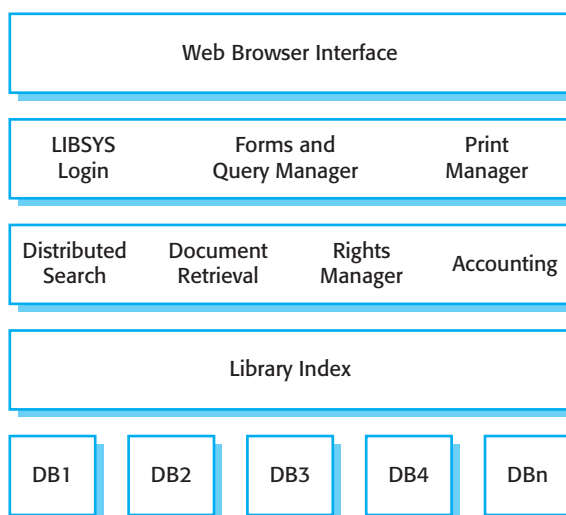 Web Browser Interface
LIBSYS
Login
Forms and
Query Manager
Print
Manager
Distributed
Search
Document
Retrieval
Rights
Manager
Accounting
Library Index
DB1
DB2
DB3
DB4
DBn